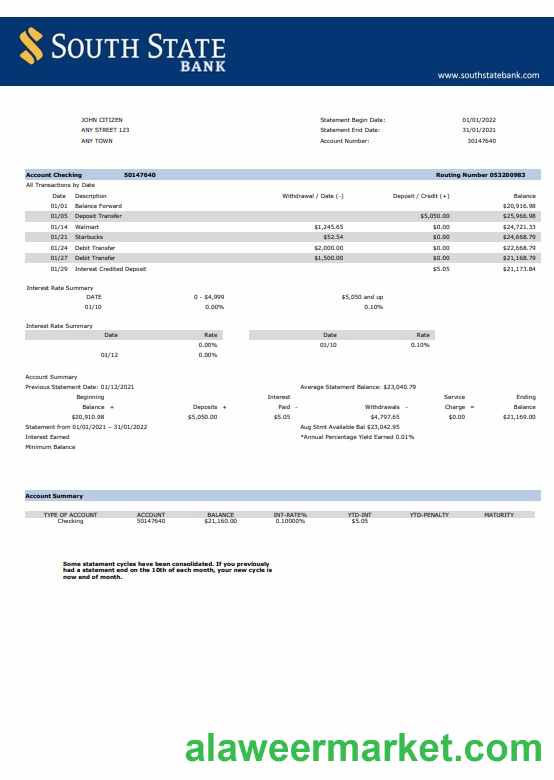 SOUTH STATE
BANK
www.southstatebank.com
JOHN CITIZEN Statement Begin Date: 01/01/2022
ANY STREET 123 Statement End Date: 31/01/2021
ANY TOWN Account Number: 30147640
Account Checking 50147640 Routing Number 053200983
All Transactions by Date
Date Description Withdrawal / Date (-) Deposit / Credit (+) Balance
01/01 Balance Forward $20,916.98
01/05 Deposit Transfer $5,050.00 $25,966.98
01/14 Walmart $1,245.65 $0.00 $24,721.33
01/21 Starbucks $52.54 $0.00 $24,668.79
01/24 Debit Transfer $2,000.00 $0.00 $22,668.79
01/27 Debit Transfer $1,500.00 $0.00 $21,168.79
01/29 Interest Credited Deposit $5.05 $21,173.84
Interest Rate Summary
DATE 0 - $4,999 $5,050 and up
01/10 0.00% 0.10%
Interest Rate Summary
Date Rate Date Rate
0.00% 01/10 0.10%
01/12 0.00%
Account Summary
Previous Statement Date: 01/12/2021 Average Statement Balance: $23,040.79
Beginning Interest Service Ending
Balance + Deposits + Paid - Withdrawals - Charge = Balance
$20,910.98 $5,050.00 $5.05 $4,797.65 $0.00 $21,169.00
Statement from 01/01/2021 – 31/01/2022 Aug Stmt Available Bal $23,042.95
Interest Earned *Annual Percentage Yield Earned 0.01%
Minimum Balance
Account Summary
TYPE OF ACCOUNT ACCOUNT BALANCE INT-RATE% YTD-INT YTD-PENALTY MATURITY
Checking 50147640 $21,160.00 0.10000% $5.05
Some statement cycles have been consolidated. If you previously
had a statement end on the 10th of each month, your new cycle is
now end of month.
alaweermarket.com